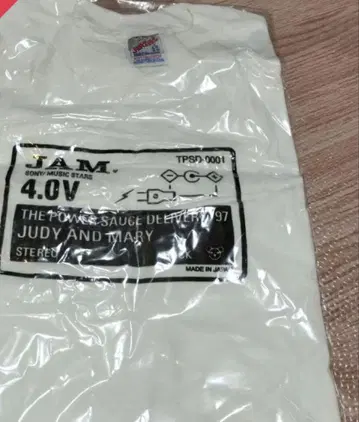 JAM
TPSD-0001
SONY MUSIC STARS
4.0V
THE POWER SAUCE DELIVERY '97
JUDY AND MARY
STEREO
MADE IN JAPAN